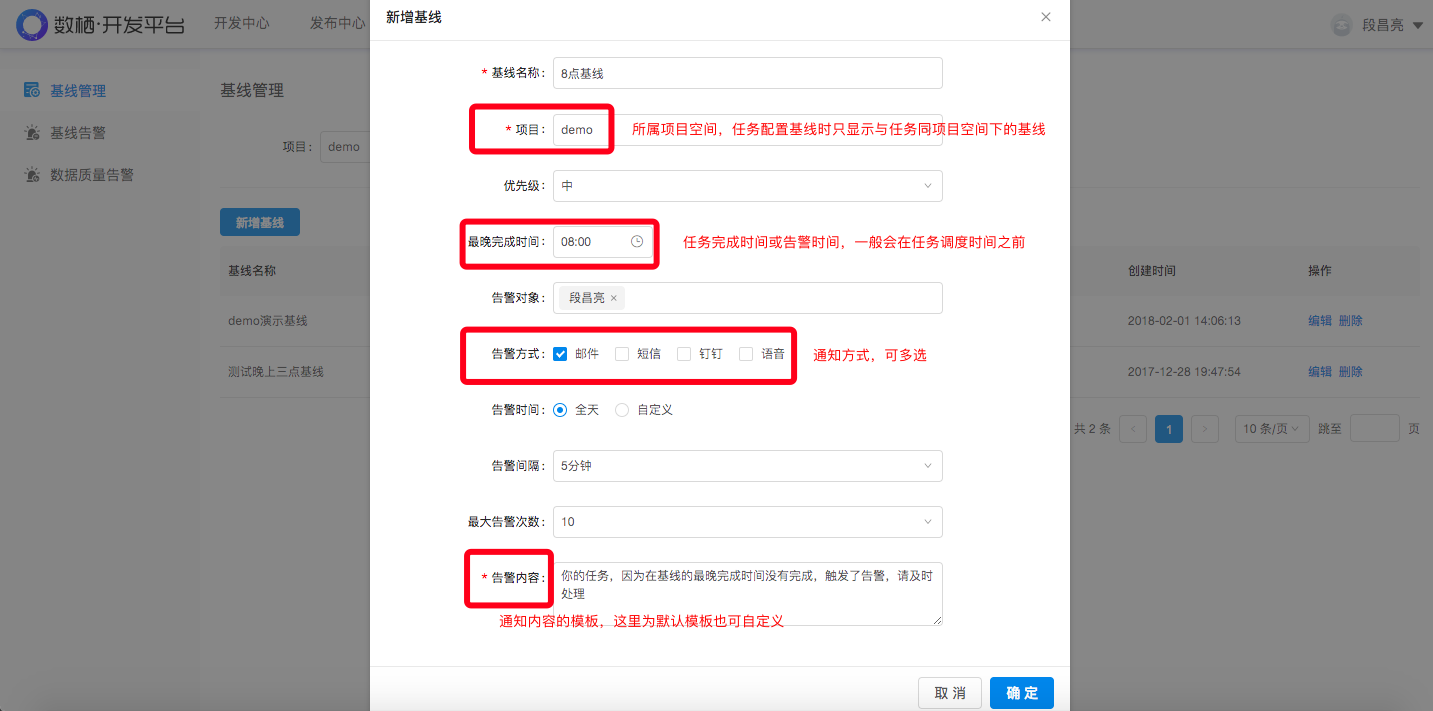 数栖·开发平台
开发中心
发布中心
段昌亮
基线管理
基线告警
数据质量告警
基线管理
项目： demo
新增基线
基线名称
创建时间
操作
demo演示基线
2018-02-01 14:06:13
编辑 删除
测试晚上三点基线
2017-12-28 19:47:54
编辑 删除
共 2 条
1
10 条/页
跳至
页
新增基线
* 基线名称： 8点基线
* 项目： demo 所属项目空间，任务配置基线时只显示与任务同项目空间下的基线
优先级： 中
最晚完成时间： 08:00 任务完成时间或告警时间，一般会在任务调度时间之前
告警对象： 段昌亮 ×
告警方式： 邮件 短信 钉钉 语音 通知方式，可多选
告警时间： 全天 自定义
告警间隔： 5分钟
最大告警次数： 10
* 告警内容： 你的任务，因为在基线的最晚完成时间没有完成，触发了告警，请及时
处理
通知内容的模板，这里为默认模板也可自定义
取 消
确 定